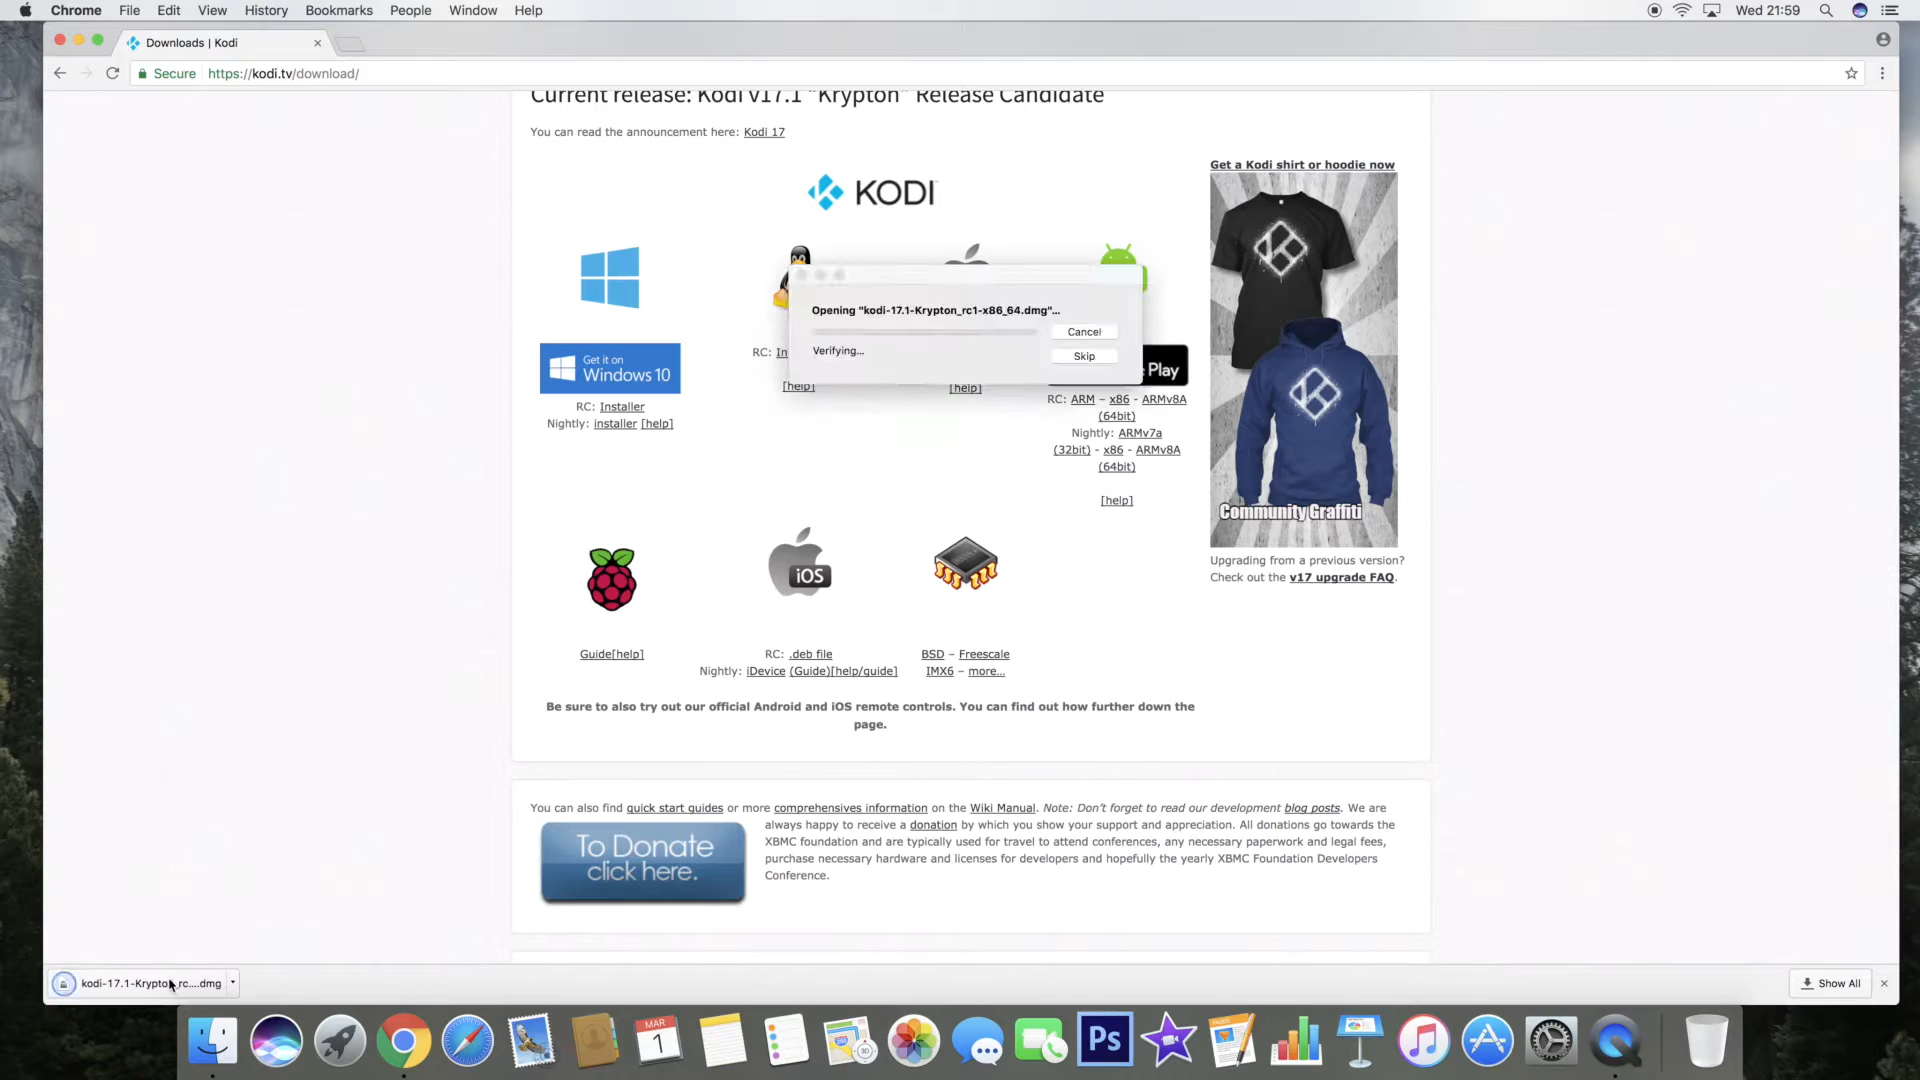 Chrome File Edit View History Bookmarks People Window Help
Wed 21:59
Downloads | Kodi
Secure https://kodi.tv/download/
Current release: Kodi v17.1 "Krypton" Release Candidate
You can read the announcement here: Kodi 17
Get a Kodi shirt or hoodie now
KODI
Opening "kodi-17.1-Krypton_rc1-x86_64.dmg"...
Cancel
Verifying...
Skip
Get it on
Windows 10
RC: In
Play
[help]
[help]
RC: Installer
Nightly: installer [help]
RC: ARM – x86 - ARMv8A
(64bit)
Nightly: ARMv7a
(32bit) - x86 - ARMv8A
(64bit)
[help]
Community Graffiti
iOS
Upgrading from a previous version?
Check out the v17 upgrade FAQ.
Guide[help]
RC: .deb file
Nightly: iDevice (Guide)[help/guide]
BSD – Freescale
IMX6 – more...
Be sure to also try out our official Android and iOS remote controls. You can find out how further down the
page.
You can also find quick start guides or more comprehensives information on the Wiki Manual. Note: Don't forget to read our development blog posts. We are
always happy to receive a donation by which you show your support and appreciation. All donations go towards the
XBMC foundation and are typically used for travel to attend conferences, any necessary paperwork and legal fees,
purchase necessary hardware and licenses for developers and hopefully the yearly XBMC Foundation Developers
Conference.
To Donate
click here.
kodi-17.1-Krypton_rc....dmg
Show All
MAR
1
3D
Ps